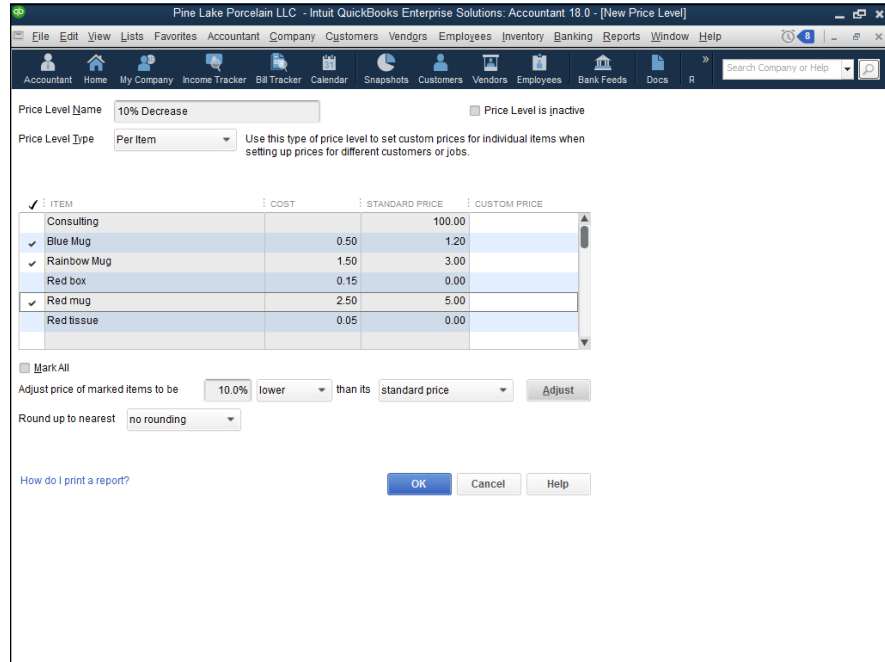 Pine Lake Porcelain LLC - Intuit QuickBooks Enterprise Solutions: Accountant 18.0 - [New Price Level]
File Edit View Lists Favorites Accountant Company Customers Vendors Employees Inventory Banking Reports Window Help 8
Accountant Home My Company Income Tracker Bill Tracker Calendar Snapshots Customers Vendors Employees Bank Feeds Docs R » Search Company or Help
Price Level Name 10% Decrease Price Level is inactive
Price Level Type Per Item Use this type of price level to set custom prices for individual items when
setting up prices for different customers or jobs.
ITEM COST STANDARD PRICE CUSTOM PRICE
Consulting 100.00
Blue Mug 0.50 1.20
Rainbow Mug 1.50 3.00
Red box 0.15 0.00
Red mug 2.50 5.00
Red tissue 0.05 0.00
Mark All
Adjust price of marked items to be 10.0% lower than its standard price Adjust
Round up to nearest no rounding
How do I print a report? OK Cancel Help